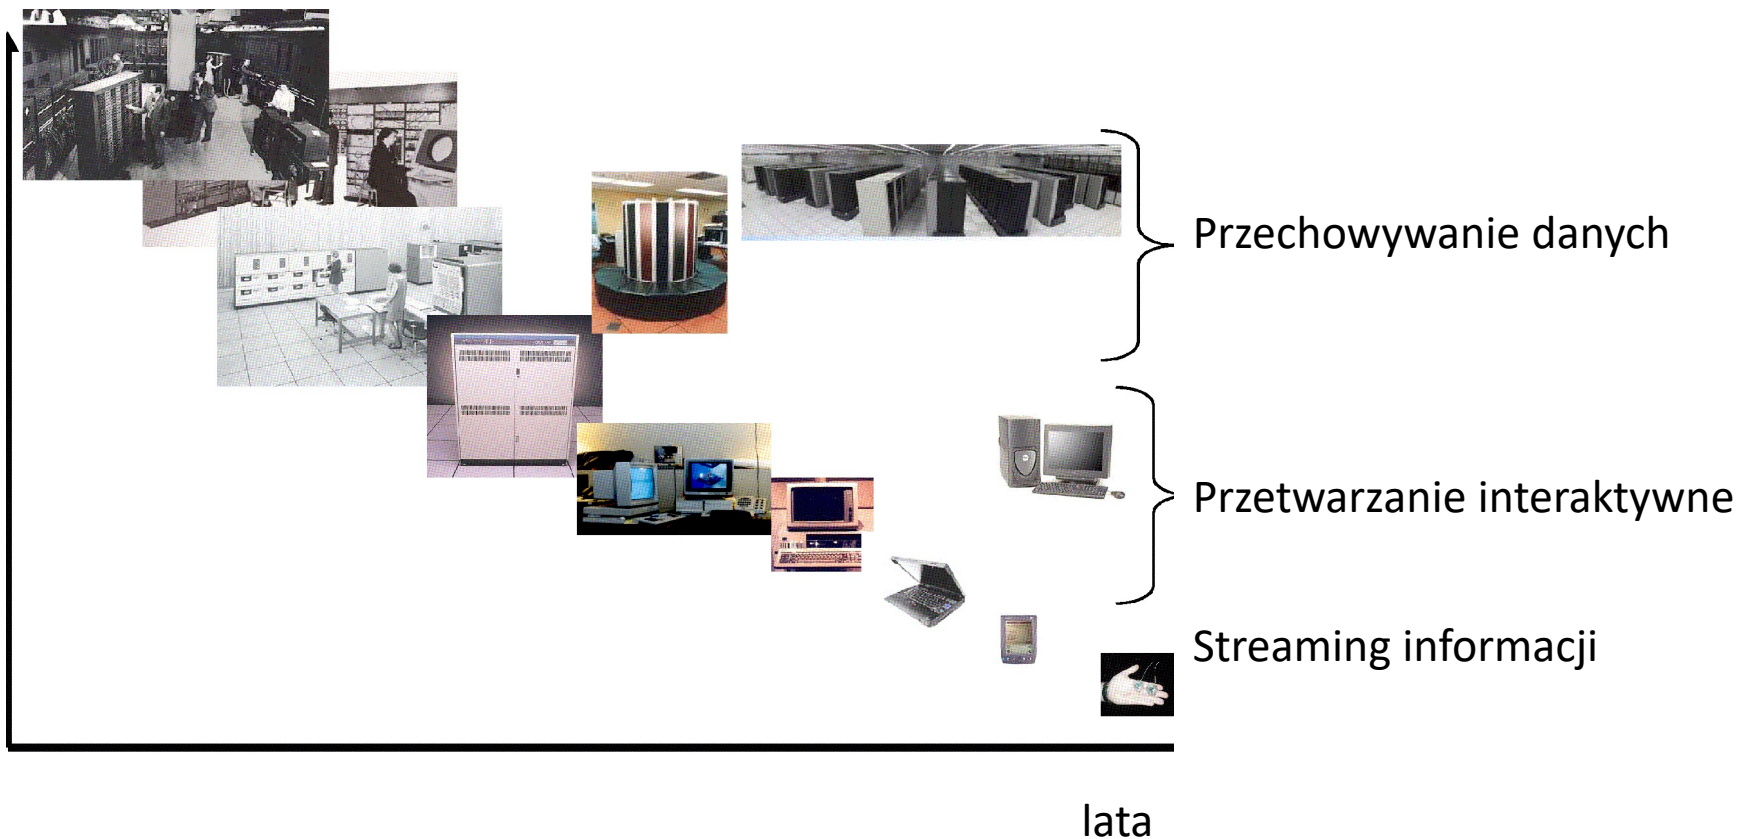 Przechowywanie danych
Przetwarzanie interaktywne
Streaming informacji
lata